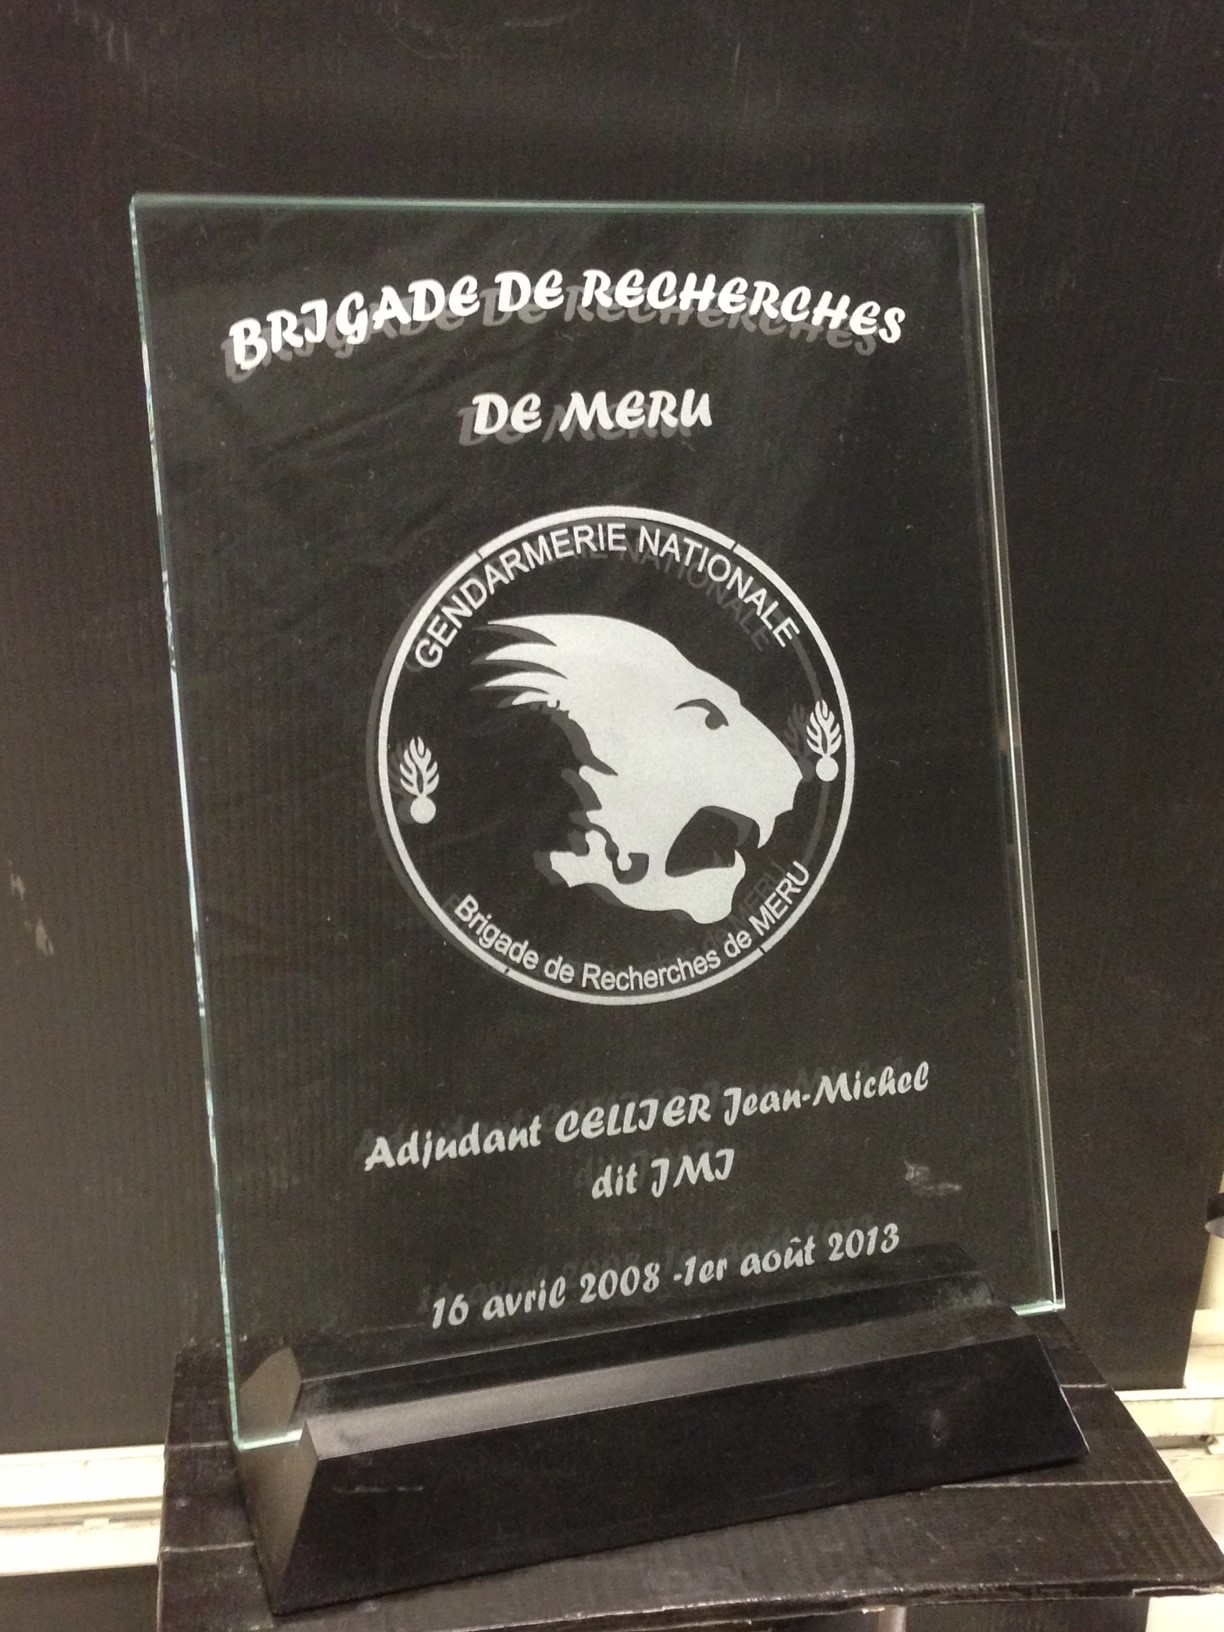 BRIGADE DE RECHERCHES
DE MERU
GENDARMERIE NATIONALE
Brigade de Recherches de MERU
Adjudant CELLIER Jean-Michel
dit JMI
16 avril 2008 -1er août 2013